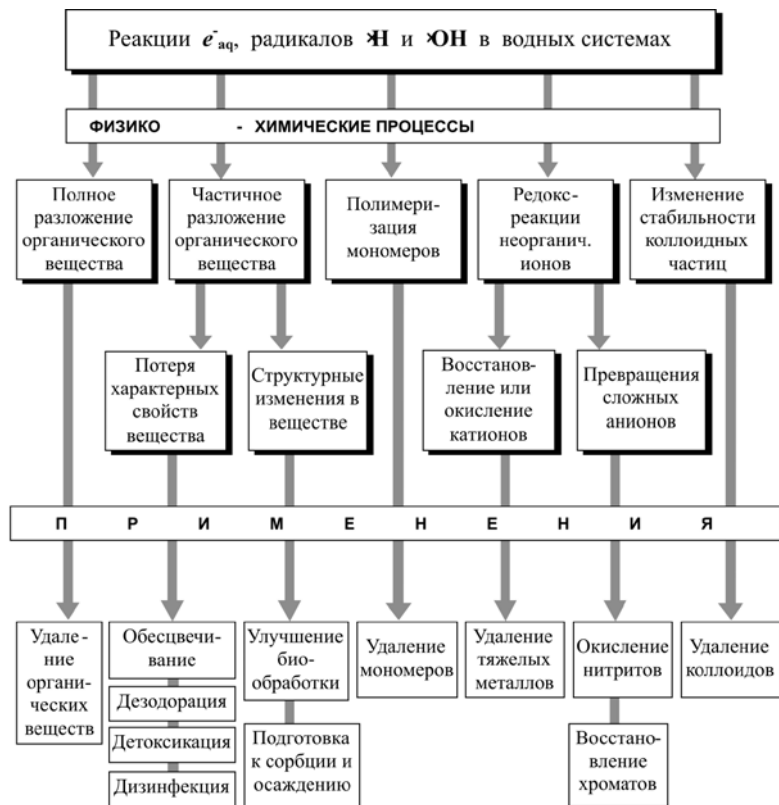 Реакции e⁻aq, радикалов ·H и ·OH в водных системах
ФИЗИКО - ХИМИЧЕСКИЕ ПРОЦЕССЫ
Полное
разложение
органического
вещества
Частичное
разложение
органического
вещества
Полимери-
зация
мономеров
Редокс-
реакции
неорганич.
ионов
Изменение
стабильности
коллоидных
частиц
Потеря
характерных
свойств
вещества
Структурные
изменения в
веществе
Восстанов-
ление или
окисление
катионов
Превращения
сложных
анионов
П Р И М Е Н Е Н И Я
Удале-
ние
органи-
ческих
веществ
Обесцвечи-
вание
Дезодорация
Детоксикация
Дизинфекция
Улучшение
био-
обработки
Подготовка
к сорбции и
осаждению
Удаление
мономеров
Удаление
тяжелых
металлов
Окисление
нитритов
Восстано-
вление
хроматов
Удаление
коллоидов